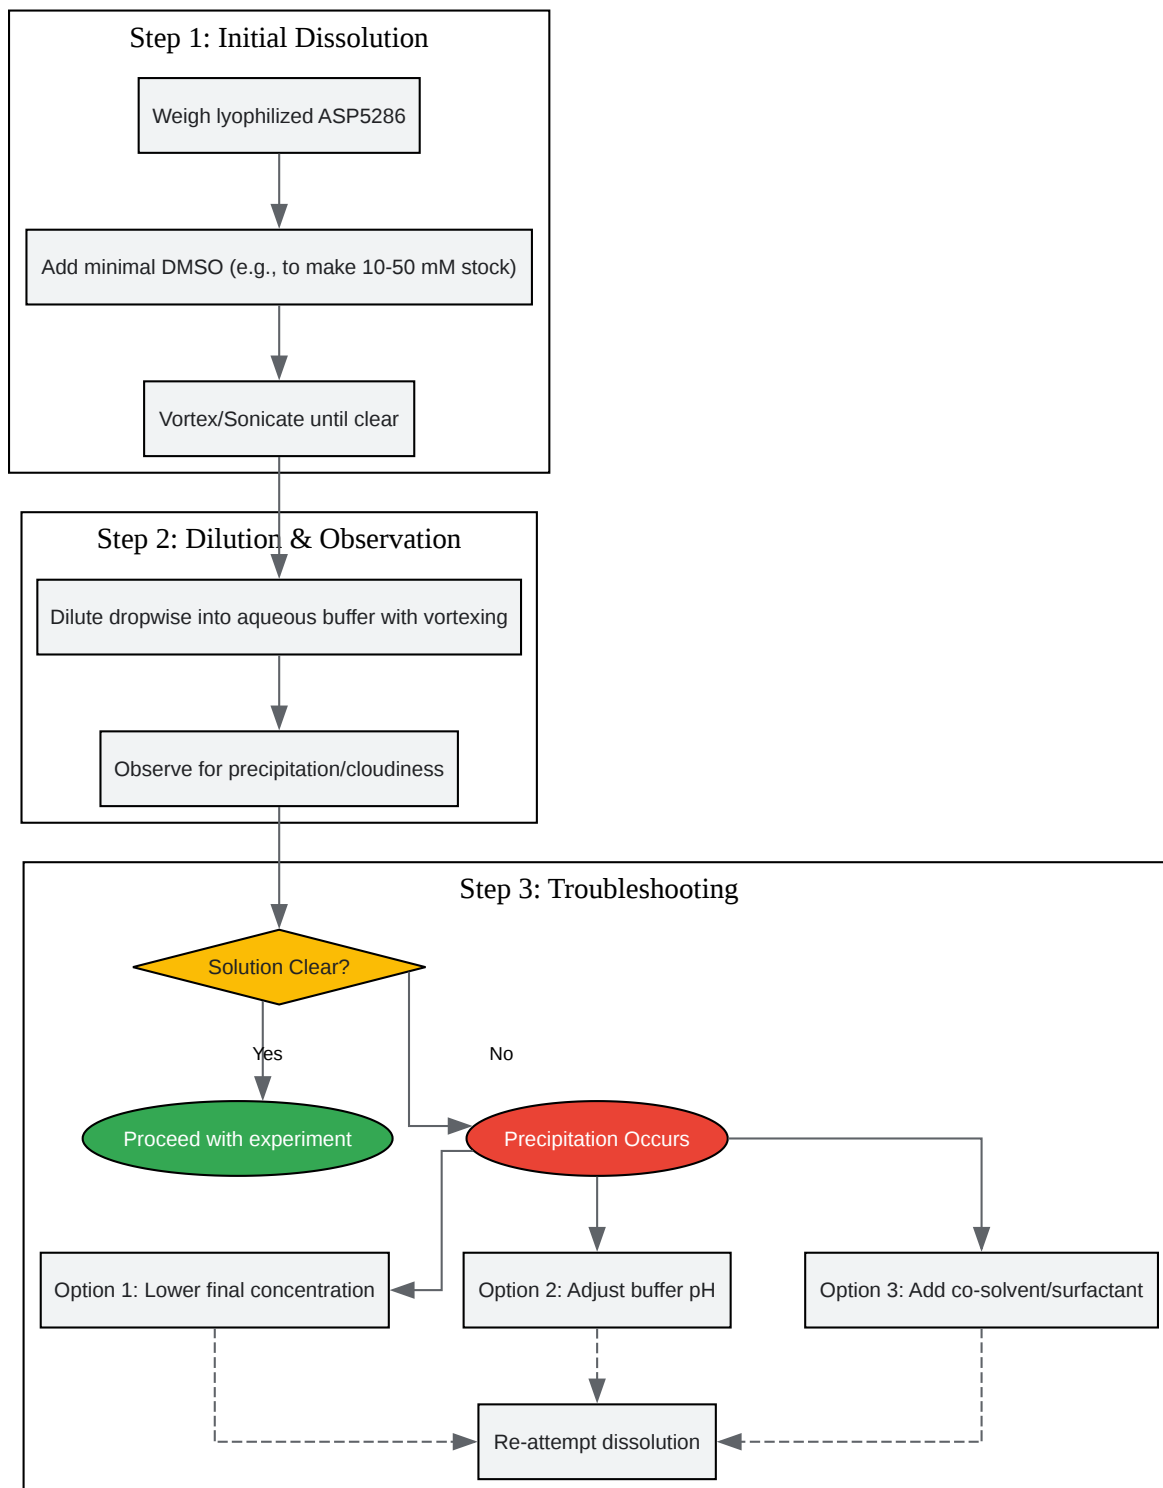 Step 1: Initial Dissolution
Weigh lyophilized ASP5286
Add minimal DMSO (e.g., to make 10-50 mM stock)
Vortex/Sonicate until clear
Step 2: Dilution & Observation
Dilute dropwise into aqueous buffer with vortexing
Observe for precipitation/cloudiness
Step 3: Troubleshooting
Solution Clear?
Yes
No
Proceed with experiment
Precipitation Occurs
Option 1: Lower final concentration
Option 2: Adjust buffer pH
Option 3: Add co-solvent/surfactant
Re-attempt dissolution